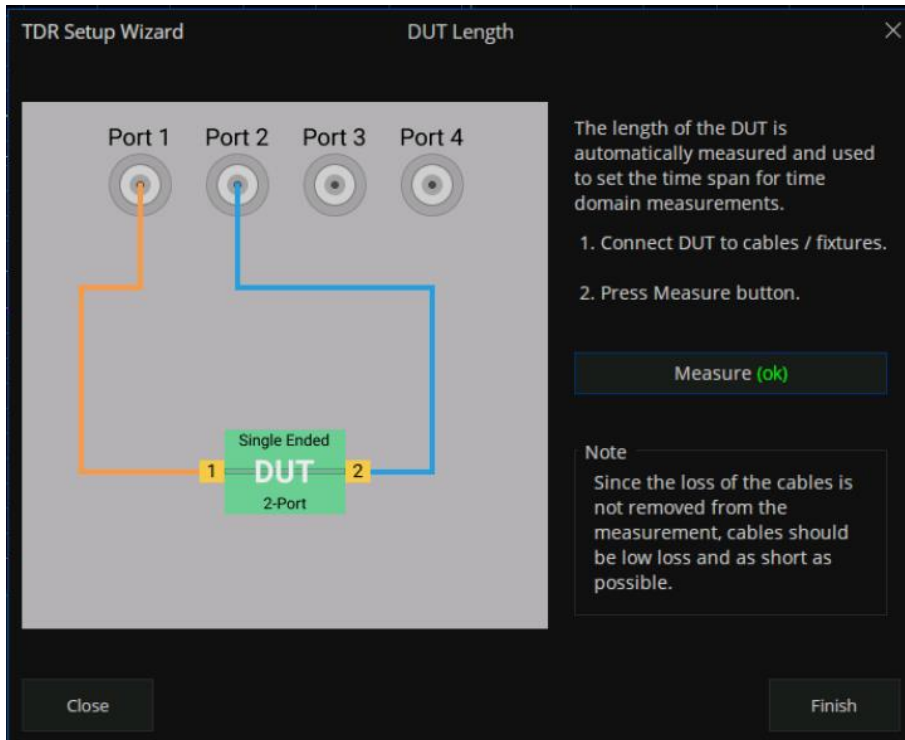 TDR Setup Wizard
DUT Length
Port 1
Port 2
Port 3
Port 4
Single Ended
1
DUT
2
2-Port
The length of the DUT is
automatically measured and used
to set the time span for time
domain measurements.
1. Connect DUT to cables / fixtures.
2. Press Measure button.
Measure (ok)
Note
Since the loss of the cables is
not removed from the
measurement, cables should
be low loss and as short as
possible.
Close
Finish